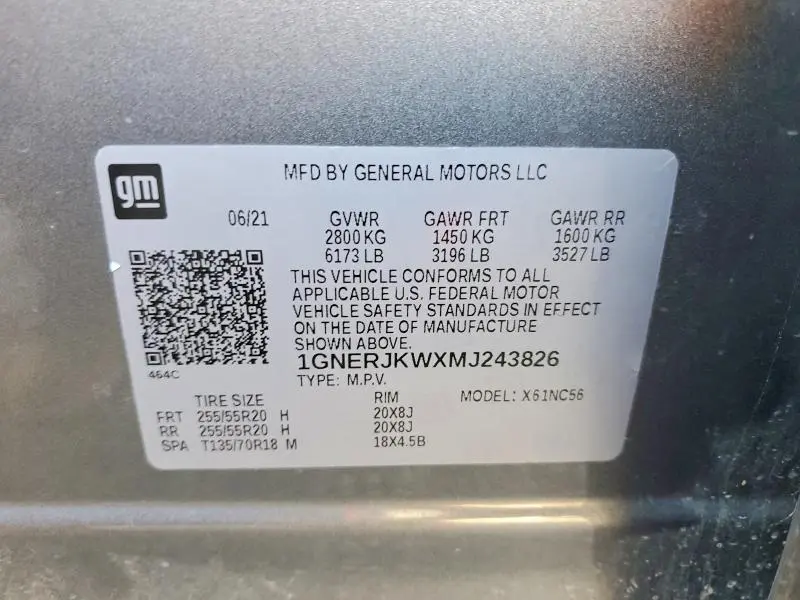 gm
MFD BY GENERAL MOTORS LLC
06/21 GVWR GAWR FRT GAWR RR
2800 KG 1450 KG 1600 KG
6173 LB 3196 LB 3527 LB
THIS VEHICLE CONFORMS TO ALL
APPLICABLE U.S. FEDERAL MOTOR
VEHICLE SAFETY STANDARDS IN EFFECT
ON THE DATE OF MANUFACTURE
SHOWN ABOVE.
1GNERJKWXMJ243826
464C
TYPE: M.P.V.
TIRE SIZE RIM MODEL: X61NC56
FRT 255/55R20 H 20X8J
RR 255/55R20 H 20X8J
SPA T135/70R18 M 18X4.5B